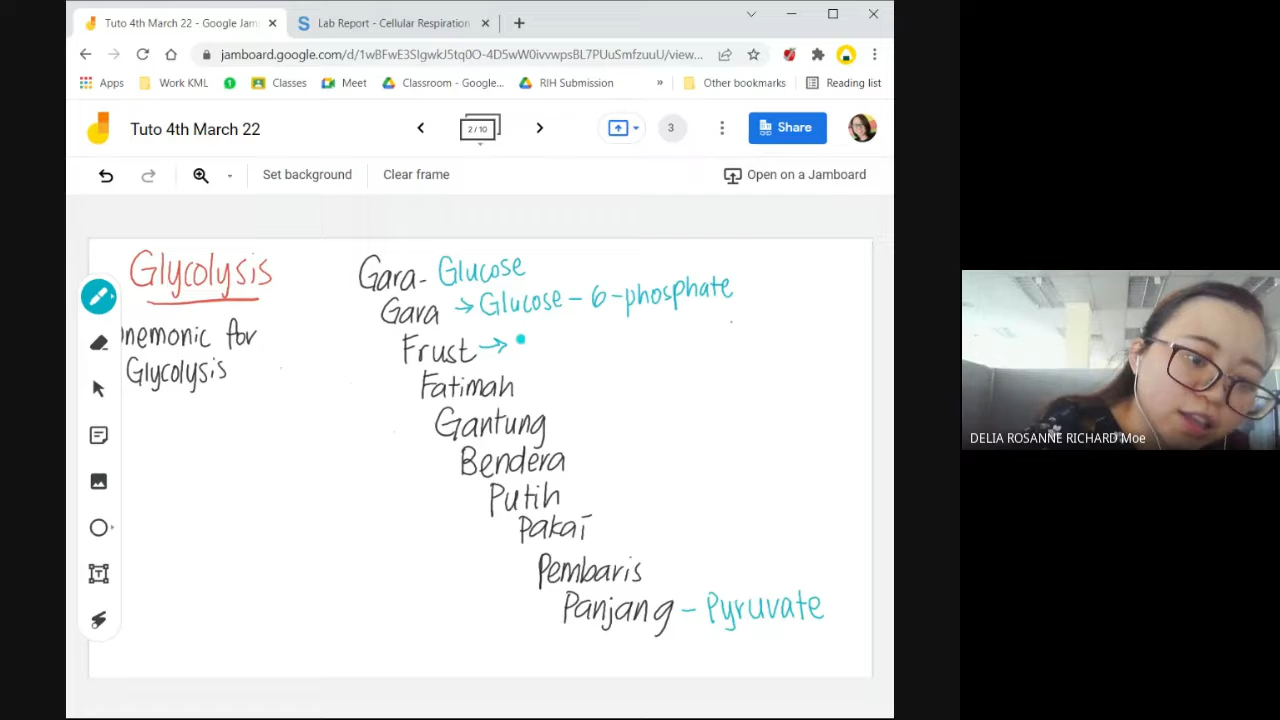 Tuto 4th March 22 - Google Jam
Lab Report - Cellular Respiration
jamboard.google.com/d/1wBFwE3SIgwkJ5tq0O-4D5wW0ivvwpsBL7PUuSmfzuuU/view...
Apps
Work KML
1
Classes
Meet
Classroom - Google...
RIH Submission
»
Other bookmarks
Reading list
Tuto 4th March 22
2/10
3
Share
Set background
Clear frame
Open on a Jamboard
Glycolysis
nemonic for
Glycolysis
Gara - Glucose
Gara → Glucose - 6-phosphate
Frust →
Fatimah
Gantung
Bendera
Putih
Pakai
Pembaris
Panjang - Pyruvate
DELIA ROSANNE RICHARD Moe